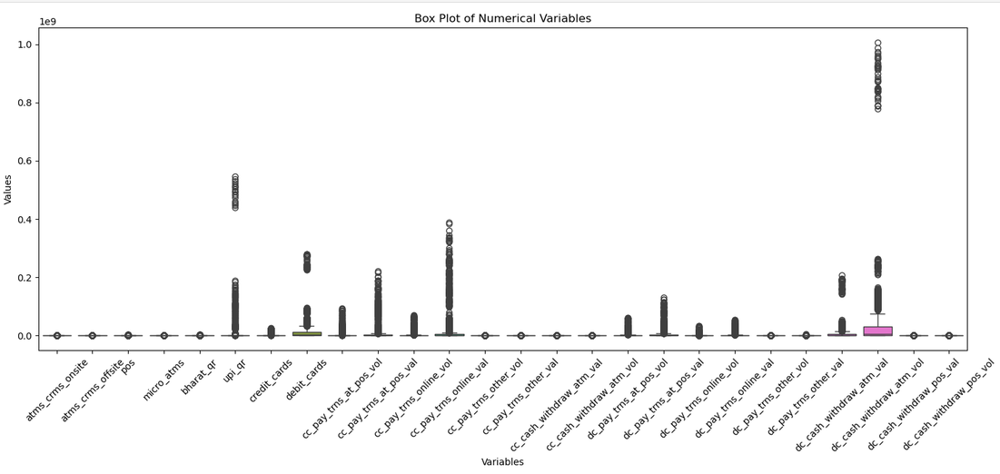 Box Plot of Numerical Variables
1e9
1.0
0.8
0.6
0.4
0.2
0.0
Values
atms_crms_onsite
atms_crms_offsite
pos
micro_atms
bharat_qr
upi_qr
credit_cards
debit_cards
cc_pay_trns_at_pos_vol
cc_pay_trns_at_pos_val
cc_pay_trns_online_vol
cc_pay_trns_online_val
cc_pay_trns_other_vol
cc_pay_trns_other_val
cc_cash_withdraw_atm_val
cc_cash_withdraw_atm_vol
dc_pay_trns_at_pos_vol
dc_pay_trns_at_pos_val
dc_pay_trns_online_vol
dc_pay_trns_online_val
dc_pay_trns_other_vol
dc_pay_trns_other_val
dc_cash_withdraw_atm_val
dc_cash_withdraw_atm_vol
dc_cash_withdraw_pos_val
dc_cash_withdraw_pos_vol
Variables